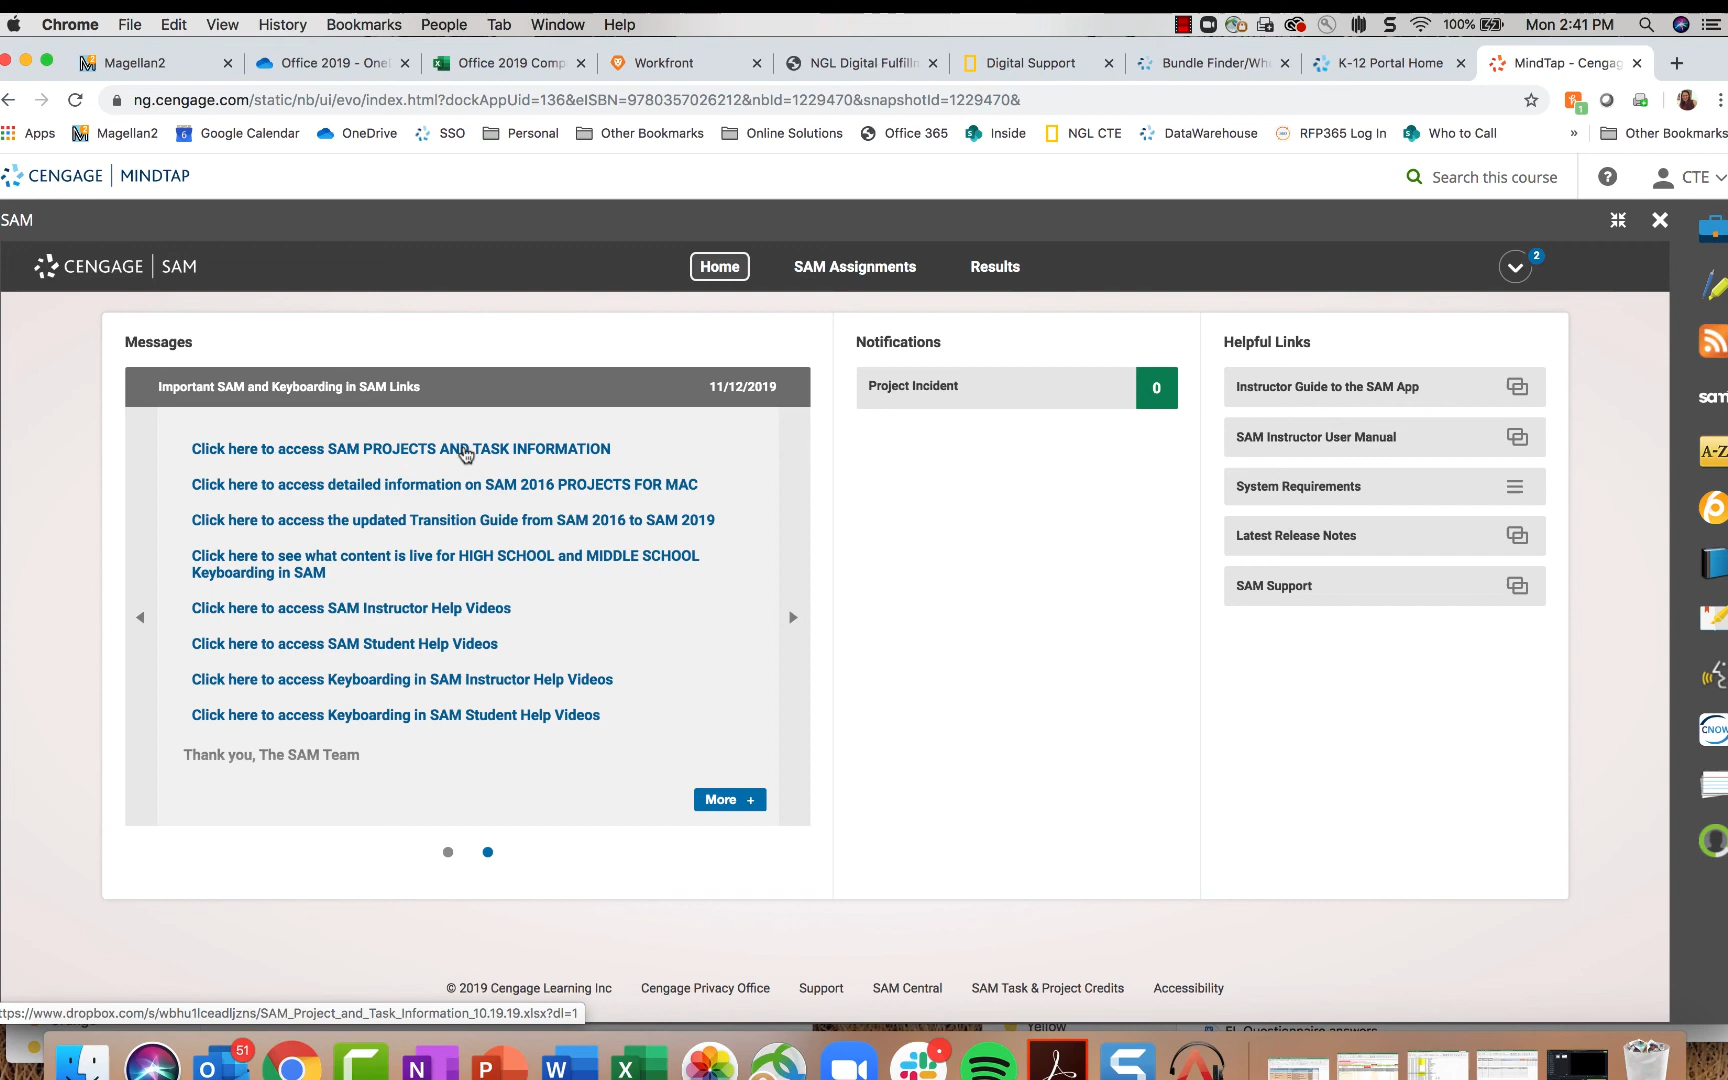 Chrome File Edit View History Bookmarks People Tab Window Help 100% Mon 2:41 PM
Magellan2 Office 2019 - One Office 2019 Comp Workfront NGL Digital Fulfill Digital Support Bundle Finder/Wh K-12 Portal Home MindTap - Cengag
ng.cengage.com/static/nb/ui/evo/index.html?dockAppUid=136&eISBN=9780357026212&nbId=1229470&snapshotId=1229470&
1
Apps Magellan2 6 Google Calendar OneDrive SSO Personal Other Bookmarks Online Solutions Office 365 Inside NGL CTE DataWarehouse RFP365 Log In Who to Call » Other Bookmarks
CENGAGE | MINDTAP Search this course ? CTE
SAM
CENGAGE | SAM Home SAM Assignments Results 2
Messages
Important SAM and Keyboarding in SAM Links 11/12/2019
Click here to access SAM PROJECTS AND TASK INFORMATION
Click here to access detailed information on SAM 2016 PROJECTS FOR MAC
Click here to access the updated Transition Guide from SAM 2016 to SAM 2019
Click here to see what content is live for HIGH SCHOOL and MIDDLE SCHOOL
Keyboarding in SAM
Click here to access SAM Instructor Help Videos
Click here to access SAM Student Help Videos
Click here to access Keyboarding in SAM Instructor Help Videos
Click here to access Keyboarding in SAM Student Help Videos
Thank you, The SAM Team
More +
Notifications
Project Incident 0
Helpful Links
Instructor Guide to the SAM App
SAM Instructor User Manual
System Requirements
Latest Release Notes
SAM Support
sam
A-Z
CNOW
© 2019 Cengage Learning Inc Cengage Privacy Office Support SAM Central SAM Task & Project Credits Accessibility
ttps://www.dropbox.com/s/wbhu1lceadljzns/SAM_Project_and_Task_Information_10.19.19.xlsx?dl=1
Yellow
EL Questionnaire answers
51
N P W X S